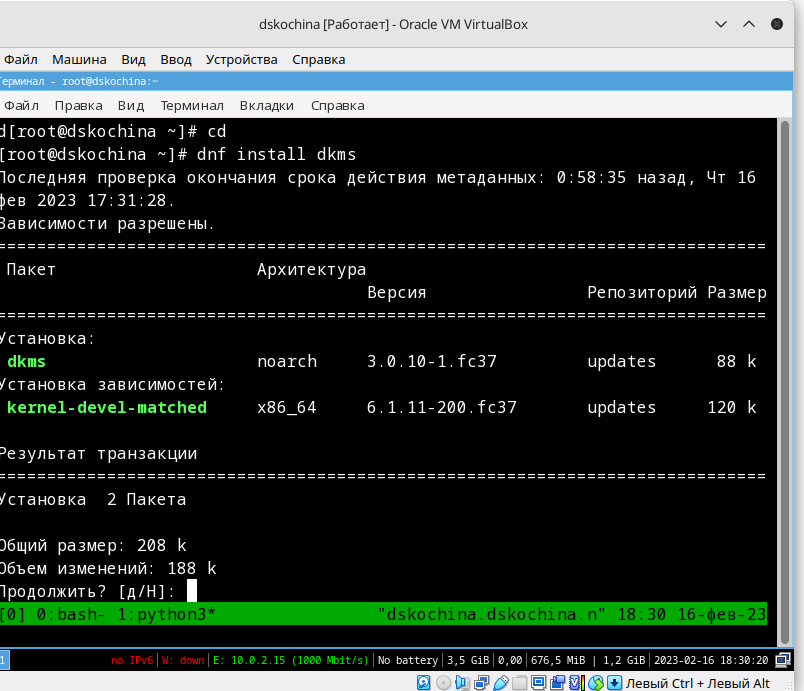 dskochina [Работает] - Oracle VM VirtualBox
Файл Машина Вид Ввод Устройства Справка
Терминал - root@dskochina:~
Файл Правка Вид Терминал Вкладки Справка
d[root@dskochina ~]# cd
[root@dskochina ~]# dnf install dkms
Последняя проверка окончания срока действия метаданных: 0:58:35 назад, Чт 16
фев 2023 17:31:28.
Зависимости разрешены.
================================================================================
Пакет Архитектура
Версия Репозиторий Размер
================================================================================
Установка:
dkms noarch 3.0.10-1.fc37 updates 88 k
Установка зависимостей:
kernel-devel-matched x86_64 6.1.11-200.fc37 updates 120 k
Результат транзакции
================================================================================
Установка 2 Пакета
Общий размер: 208 k
Объем изменений: 188 k
Продолжить? [д/Н]:
[0] 0:bash- 1:python3* "dskochina.dskochina.n" 18:30 16-фев-23
1 no IPv6|W: down|E: 10.0.2.15 (1000 Mbit/s)|No battery|3,5 GiB|0,00|676,5 MiB | 1,2 GiB|2023-02-16 18:30:20
Левый Ctrl + Левый Alt